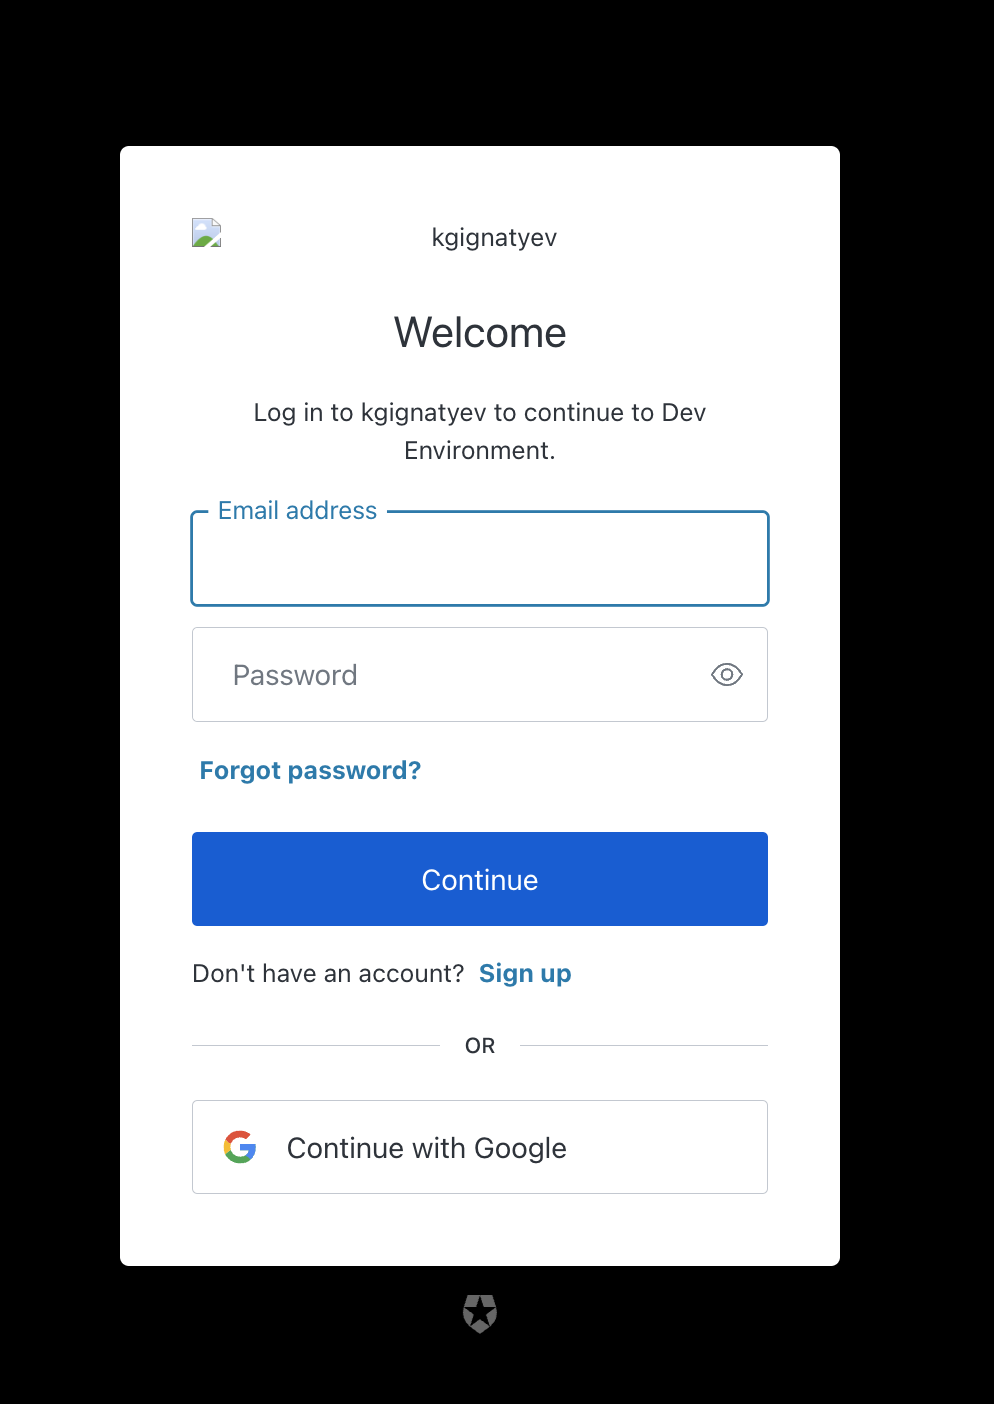 kgignatyev
Welcome
Log in to kgignatyev to continue to Dev
Environment.
Email address
Password
Forgot password?
Continue
Don't have an account? Sign up
OR
Continue with Google